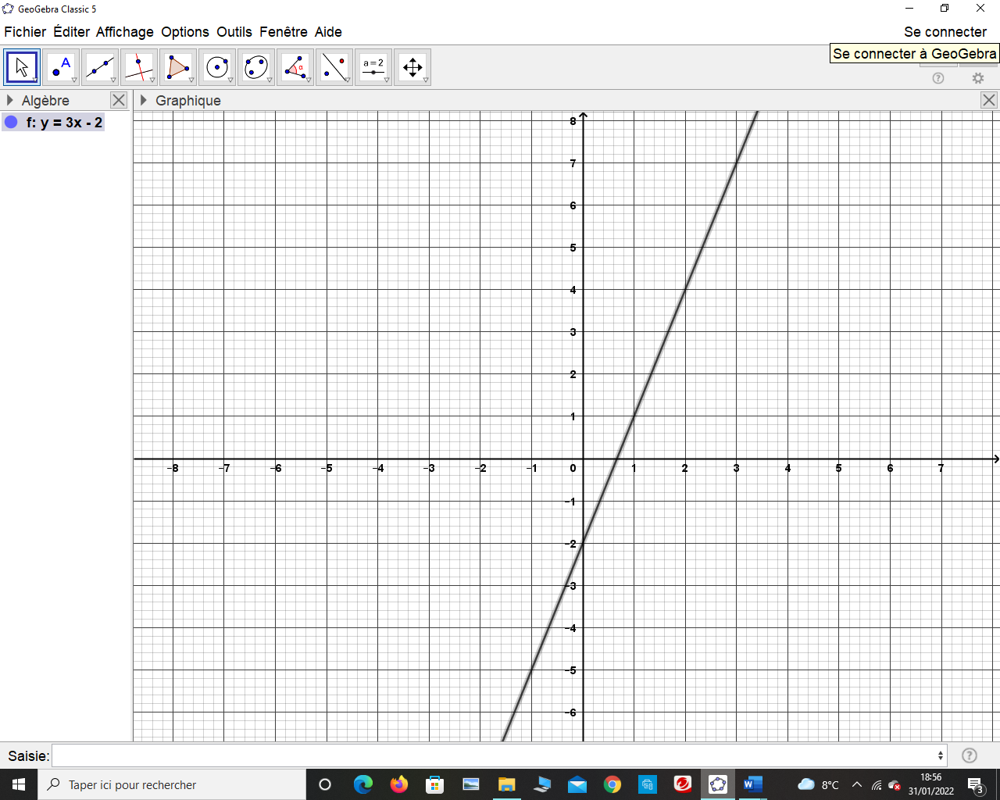 GeoGebra Classic 5
Fichier Éditer Affichage Options Outils Fenêtre Aide
Se connecter
Se connecter à GeoGebra
A
α
a = 2
Algèbre
Graphique
f: y = 3x - 2
8
7
6
5
4
3
2
1
−8 −7 −6 −5 −4 −3 −2 −1 0 1 2 3 4 5 6 7
−1
−2
−3
−4
−5
−6
Saisie:
Taper ici pour rechercher
8°C
18:56
31/01/2022
3